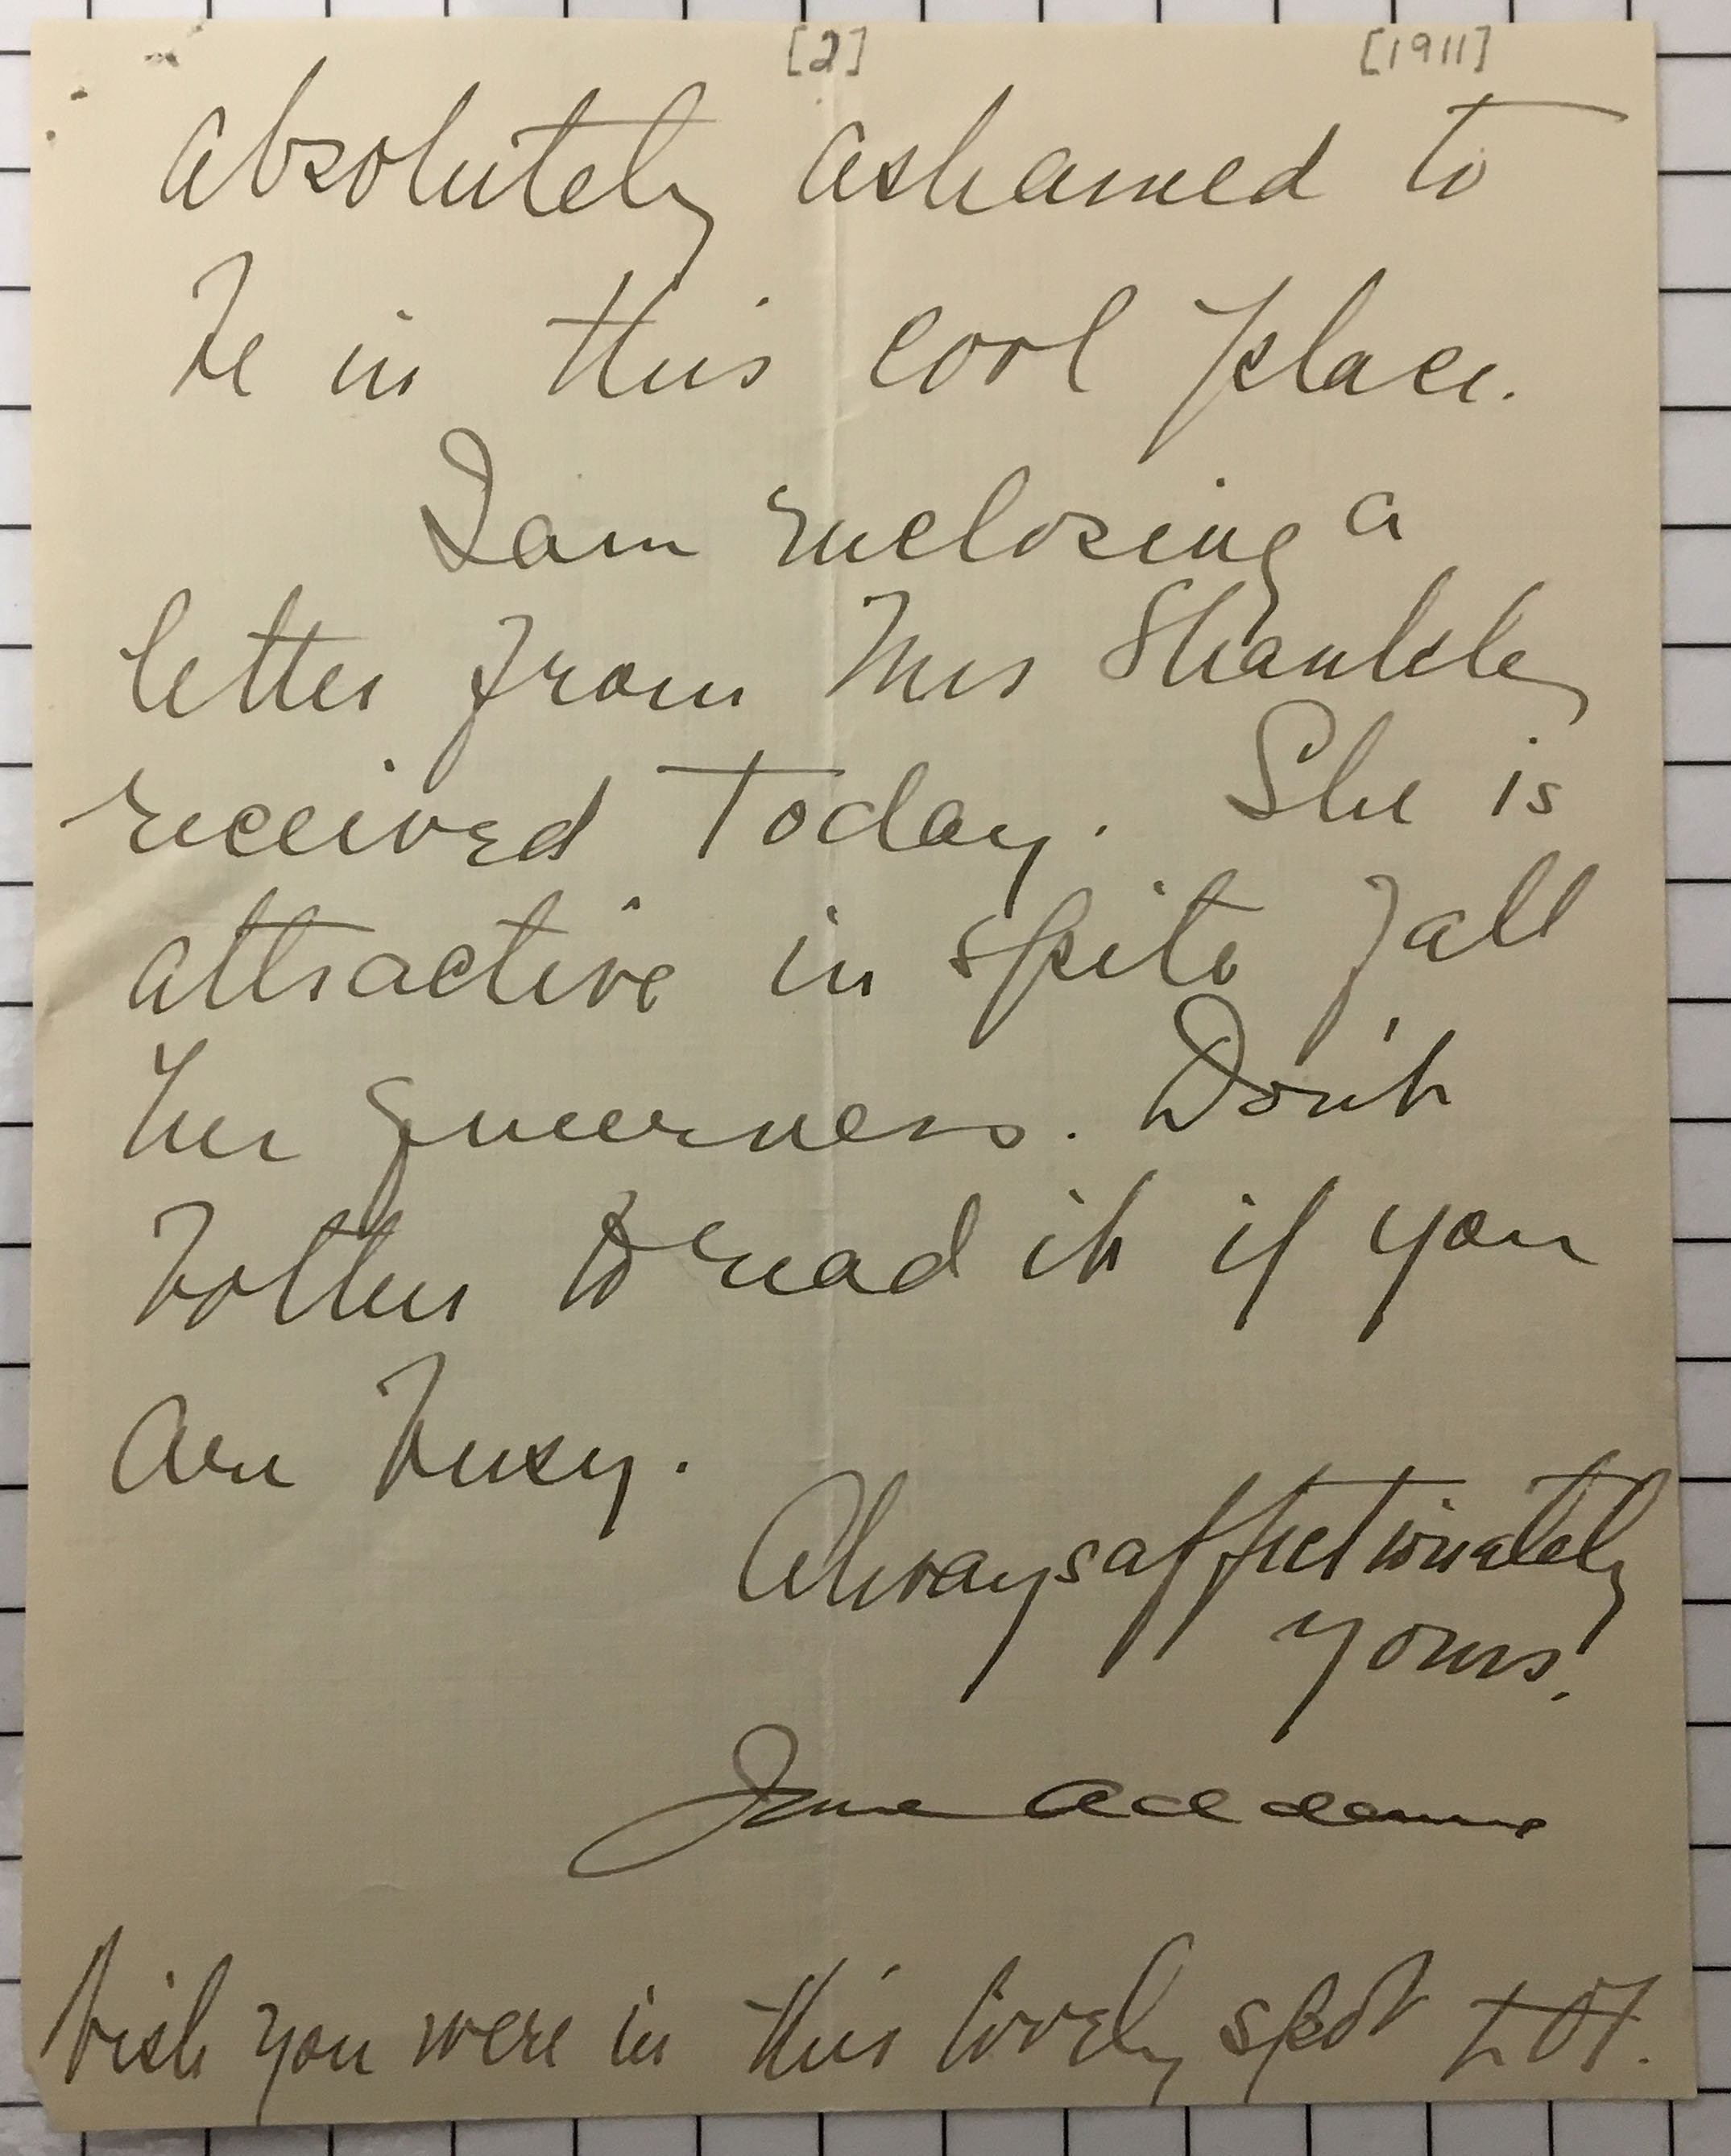 [2] [1911]
absolutely ashamed to
be in this cool place.
I am enclosing a
letter from Mrs Shankley
received today. She is
attractive in spite of all
her queerness. Don't
bother to read it if you
are busy.
Always affectionately
yours.
Jane Addams
Wish you were in this lovely spot